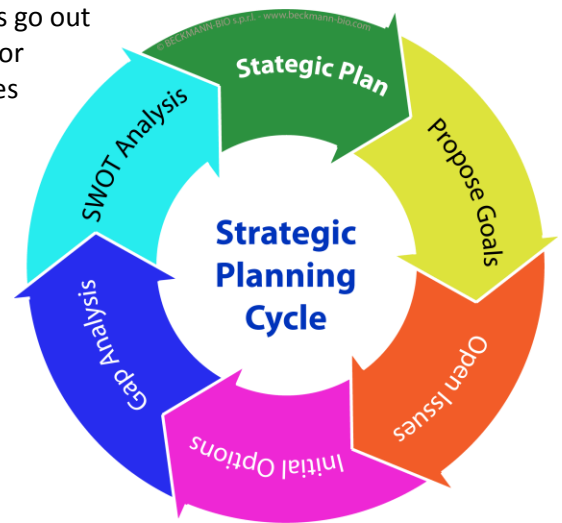 s go out
or
es
© BECKMANN-BIO s.p.r.l. - www.beckmann-bio.com
Stategic Plan
Propose Goals
Open Issues
Initial Options
Gap Analysis
SWOT Analysis
Strategic
Planning
Cycle